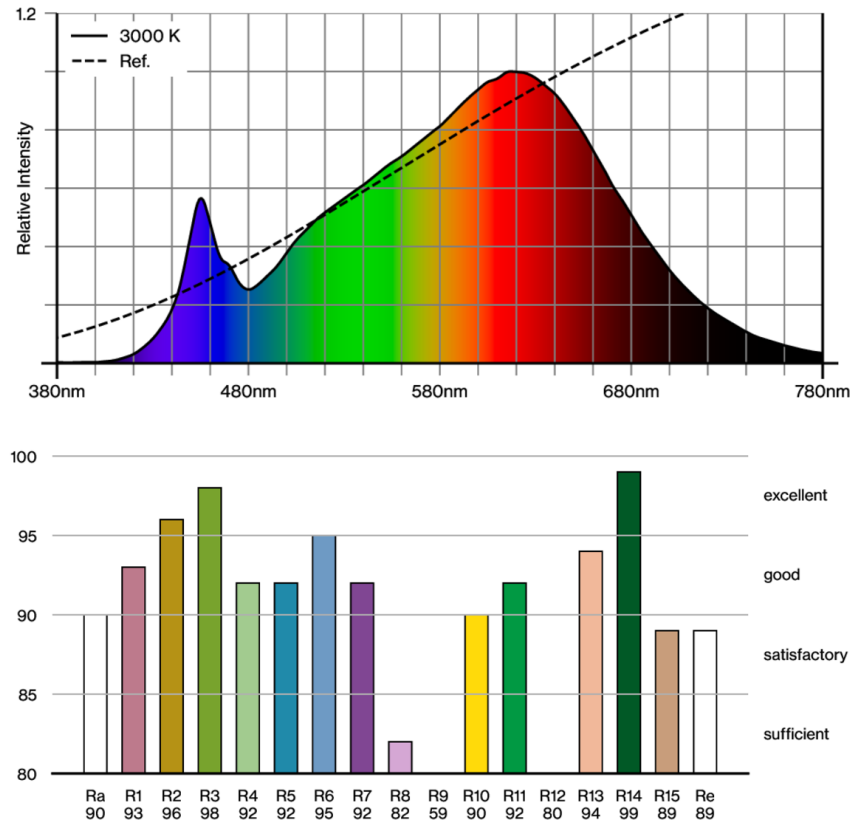 1.2
3000 K
Ref.
Relative Intensity
380nm 480nm 580nm 680nm 780nm
100
excellent
95
good
90
satisfactory
85
sufficient
80
Ra R1 R2 R3 R4 R5 R6 R7 R8 R9 R10 R11 R12 R13 R14 R15 Re
90 93 96 98 92 92 95 92 82 59 90 92 80 94 99 89 89